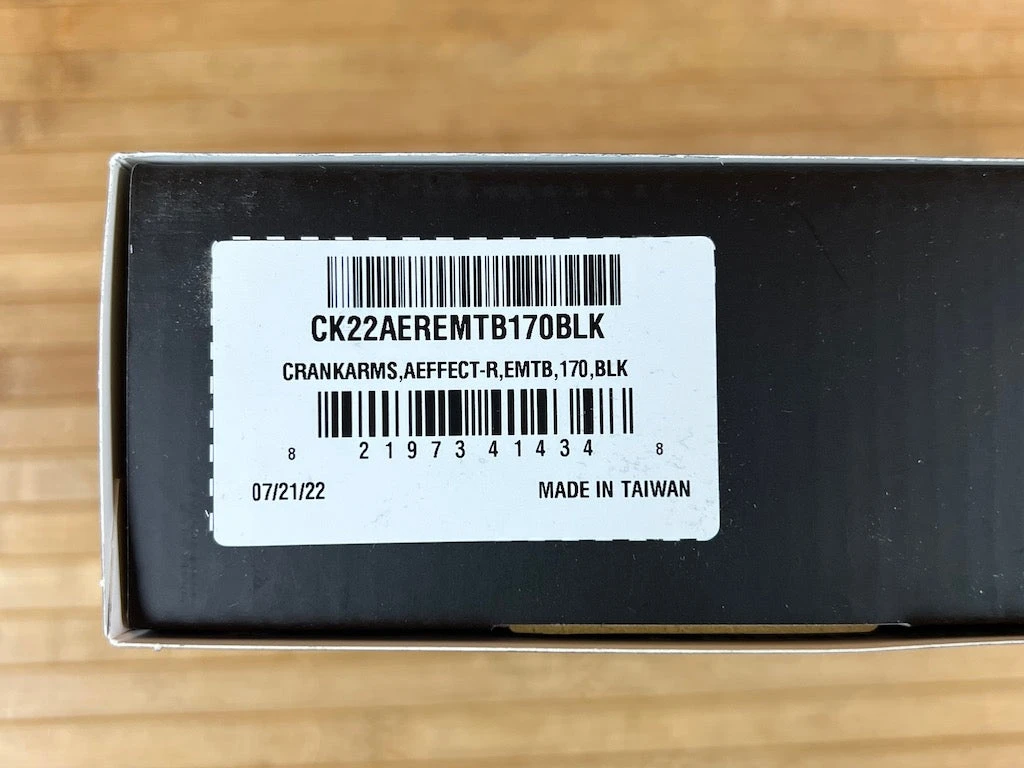 CK22AEREMTB170BLK
CRANKARMS,AEFFECT-R,EMTB,170,BLK
8 21973 41434 8
07/21/22 MADE IN TAIWAN